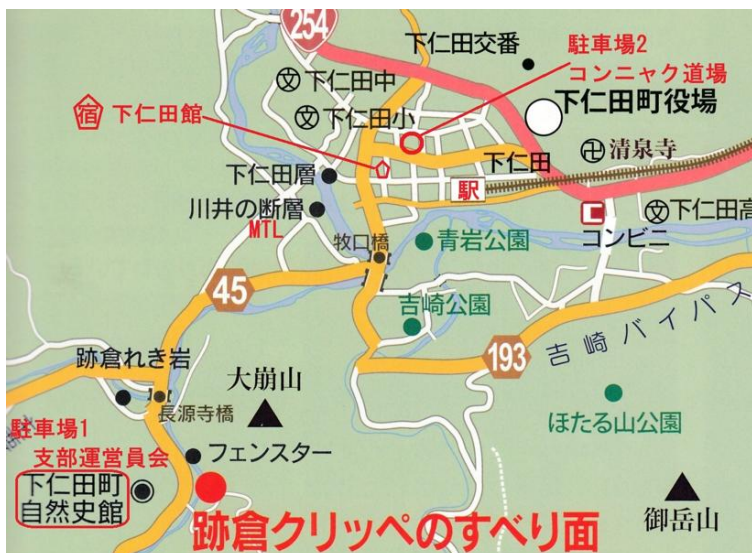 254
下仁田交番
駐車場2
コンニャク道場
文 下仁田中
宿 下仁田館
文 下仁田小
下仁田町役場
下仁田
卍 清泉寺
下仁田層
駅
川井の断層
MTL
コンビニ
文 下仁田高
牧口橋
青岩公園
45
吉崎公園
吉崎バイパス
193
跡倉れき岩
大崩山
長源寺橋
ほたる山公園
駐車場1
支部運営員会
フェンスター
下仁田町
自然史館
御岳山
跡倉クリッペのすべり面